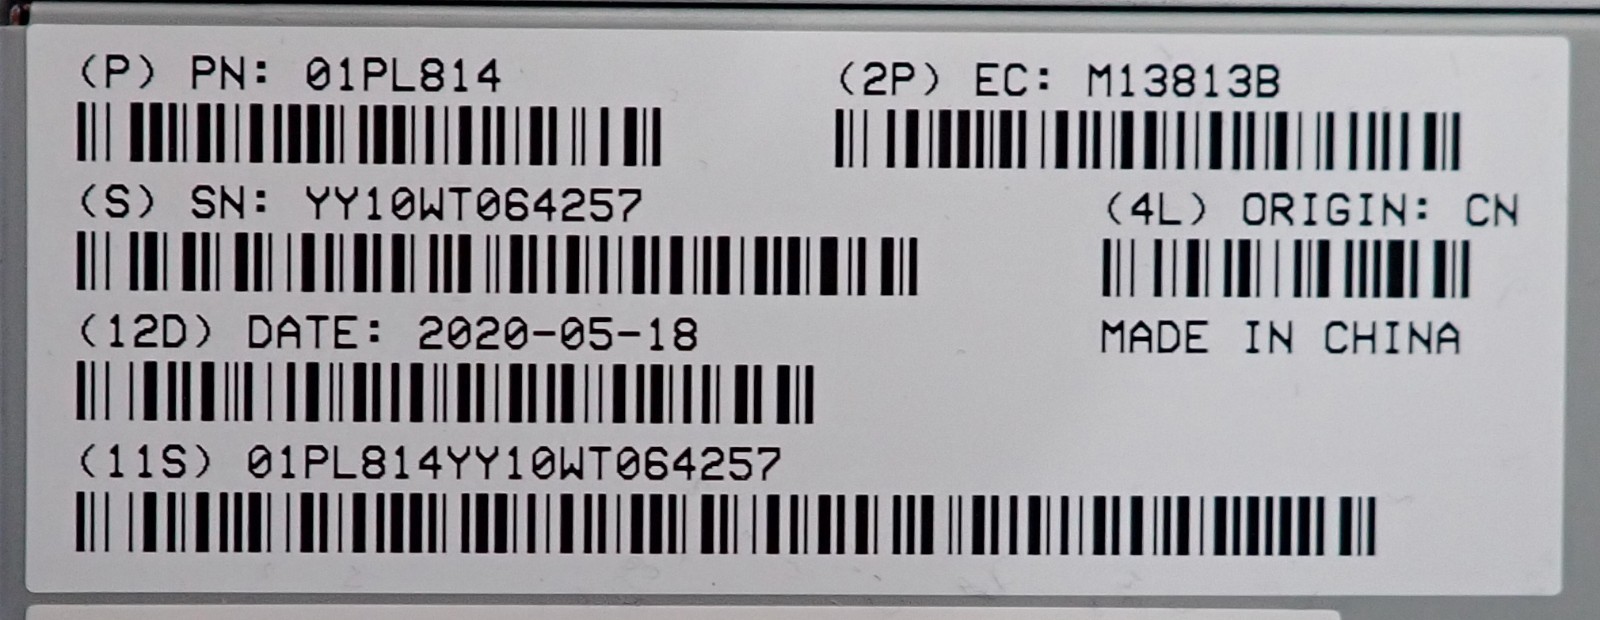 (P) PN: 01PL814
(2P) EC: M13813B
(S) SN: YY10WT064257
(4L) ORIGIN: CN
(12D) DATE: 2020-05-18
MADE IN CHINA
(11S) 01PL814YY10WT064257